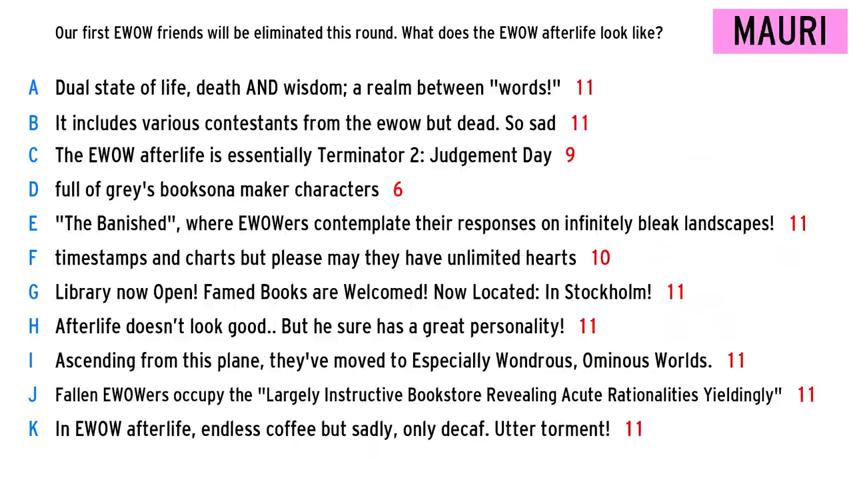 Our first EWOW friends will be eliminated this round. What does the EWOW afterlife look like?
MAURI
A Dual state of life, death AND wisdom; a realm between "words!" 11
B It includes various contestants from the ewow but dead. So sad 11
C The EWOW afterlife is essentially Terminator 2: Judgement Day 9
D full of grey's booksona maker characters 6
E "The Banished", where EWOWers contemplate their responses on infinitely bleak landscapes! 11
F timestamps and charts but please may they have unlimited hearts 10
G Library now Open! Famed Books are Welcomed! Now Located: In Stockholm! 11
H Afterlife doesn’t look good.. But he sure has a great personality! 11
I Ascending from this plane, they've moved to Especially Wondrous, Ominous Worlds. 11
J Fallen EWOWers occupy the "Largely Instructive Bookstore Revealing Acute Rationalities Yieldingly" 11
K In EWOW afterlife, endless coffee but sadly, only decaf. Utter torment! 11